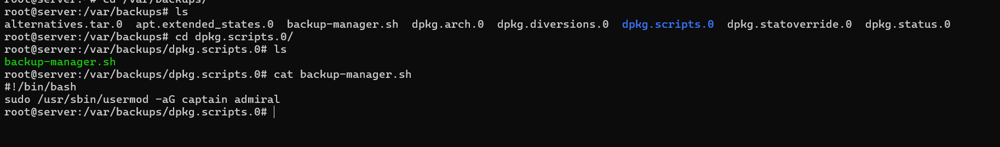 root@server:~# cd /var/backups/
root@server:/var/backups# ls
alternatives.tar.0  apt.extended_states.0  backup-manager.sh  dpkg.arch.0  dpkg.diversions.0  dpkg.scripts.0  dpkg.statoverride.0  dpkg.status.0
root@server:/var/backups# cd dpkg.scripts.0/
root@server:/var/backups/dpkg.scripts.0# ls
backup-manager.sh
root@server:/var/backups/dpkg.scripts.0# cat backup-manager.sh
#!/bin/bash
sudo /usr/sbin/usermod -aG captain admiral
root@server:/var/backups/dpkg.scripts.0#